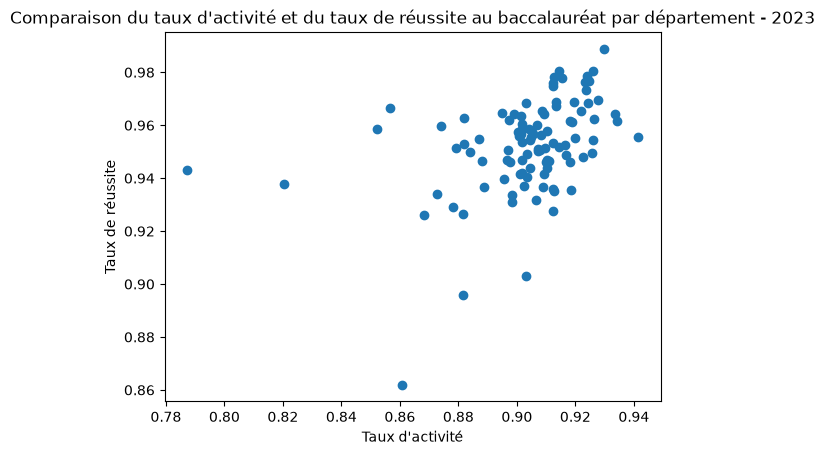 Comparaison du taux d'activité et du taux de réussite au baccalauréat par département - 2023
0.98
0.96
0.94
0.92
0.90
0.88
0.86
Taux de réussite
0.78 0.80 0.82 0.84 0.86 0.88 0.90 0.92 0.94
Taux d'activité